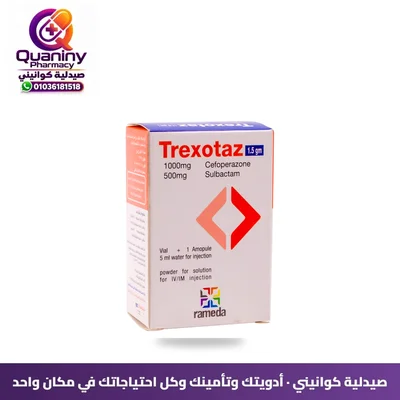 Quaniny
Pharmacy
صيدلية كوانيني
01036181518
Trexotaz 1.5 gm
1000mg Cefoperazone
500mg Sulbactam
Vial + 1 Amopule
5 ml water for injection
powder for solution
for IV/IM injection
rameda
صيدلية كوانيني - أدويتك وتأمينك وكل احتياجاتك في مكان واحد